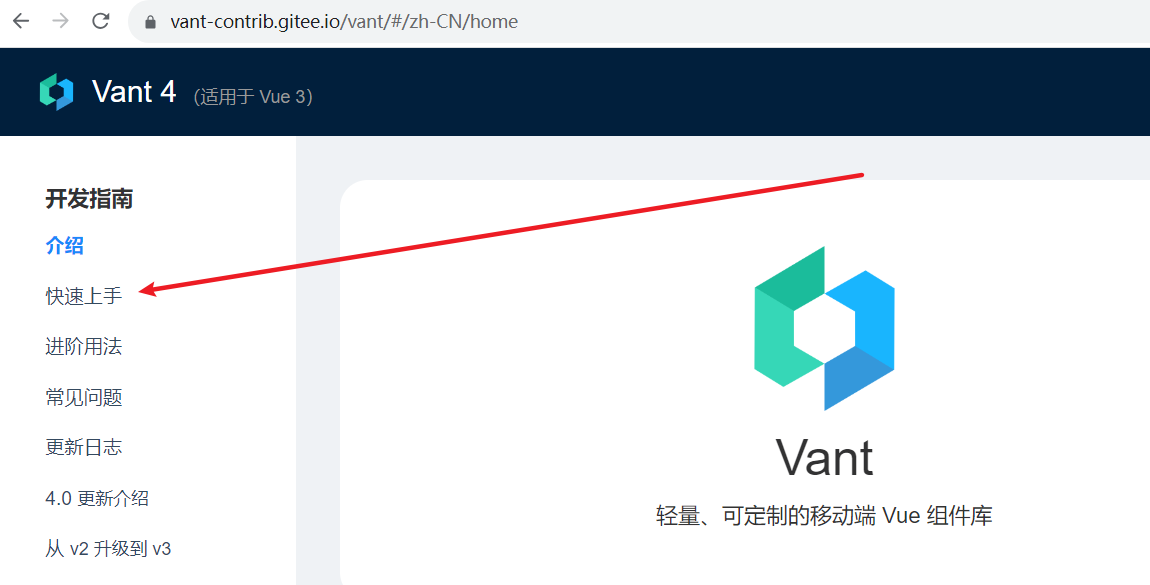 vant-contrib.gitee.io/vant/#/zh-CN/home
Vant 4 (适用于 Vue 3)
开发指南
介绍
快速上手
进阶用法
常见问题
更新日志
4.0 更新介绍
从 v2 升级到 v3
Vant
轻量、可定制的移动端 Vue 组件库